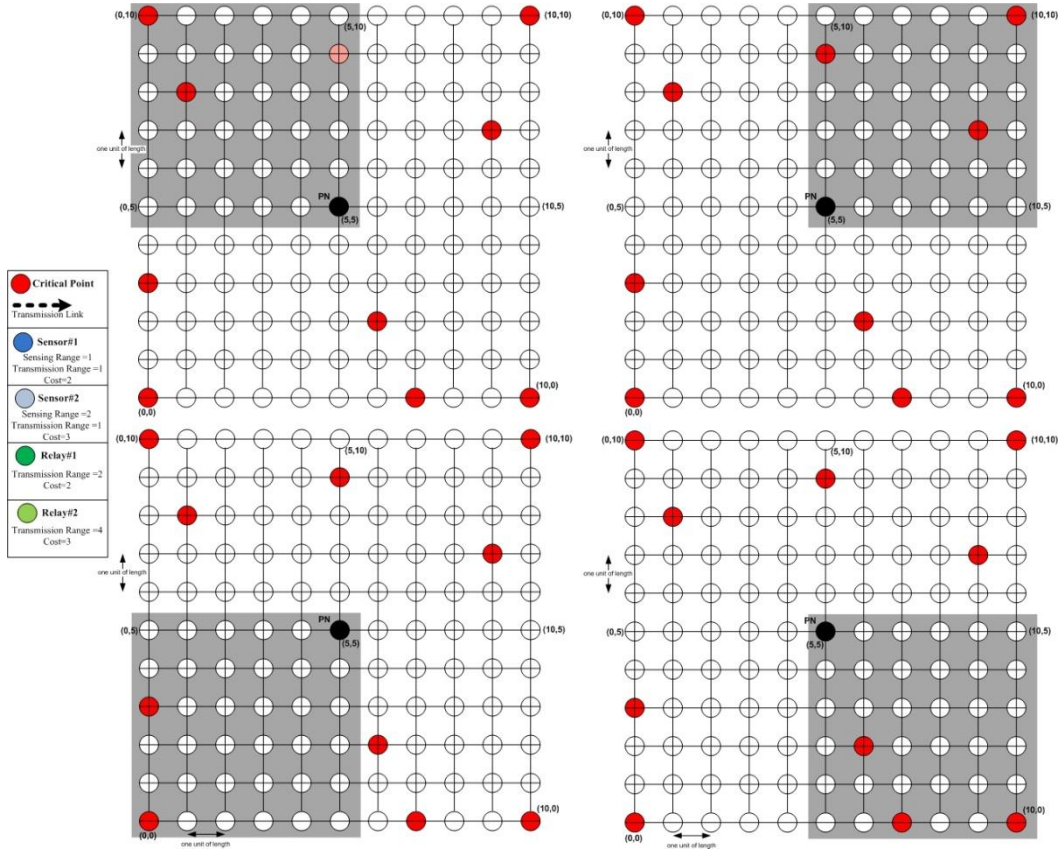 (0,10)
(10,10)
(5,10)
one unit of length
PN
(0,5)
(5,5)
(10,5)
(10,0)
(0,0)
(0,10)
(10,10)
(5,10)
one unit of length
PN
(0,5)
(5,5)
(10,5)
(10,0)
(0,0)
Critical Point
Transmission Link
Sensor#1
Sensing Range =1
Transmission Range =1
Cost=2
Sensor#2
Sensing Range =2
Transmission Range =1
Cost=3
Relay#1
Transmission Range =2
Cost=2
Relay#2
Transmission Range =4
Cost=3
(0,10)
(10,10)
(5,10)
one unit of length
PN
(0,5)
(5,5)
(10,5)
(10,0)
(0,0)
one unit of length
(0,10)
(10,10)
(5,10)
one unit of length
PN
(0,5)
(5,5)
(10,5)
(10,0)
(0,0)
one unit of length